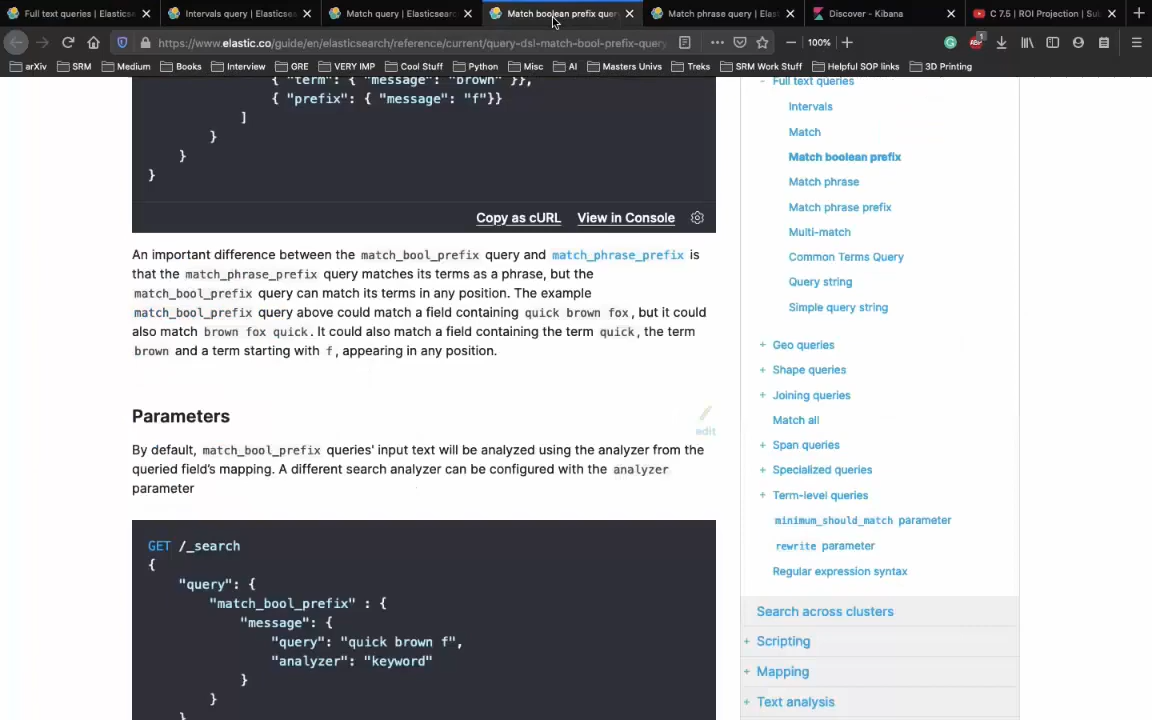 Full text queries | Elasticse
Intervals query | Elasticsea
Match query | Elasticsearc
Match boolean prefix quer
Match phrase query | Elast
Discover - Kibana
C 7.5 | ROI Projection | Sub
https://www.elastic.co/guide/en/elasticsearch/reference/current/query-dsl-match-bool-prefix-query
100%
1
arXiv
SRM
Medium
Books
Interview
GRE
VERY IMP
Cool Stuff
Python
Misc
AI
Masters Univs
Treks
SRM Work Stuff
Helpful SOP links
3D Printing
{ "term": { "message": "brown" }},
{ "prefix": { "message": "f"}}
]
}
}
}
Copy as cURL View in Console
An important difference between the match_bool_prefix query and match_phrase_prefix is
that the match_phrase_prefix query matches its terms as a phrase, but the
match_bool_prefix query can match its terms in any position. The example
match_bool_prefix query above could match a field containing quick brown fox, but it could
also match brown fox quick. It could also match a field containing the term quick, the term
brown and a term starting with f, appearing in any position.
Parameters
edit
By default, match_bool_prefix queries' input text will be analyzed using the analyzer from the
queried field's mapping. A different search analyzer can be configured with the analyzer
parameter
GET /_search
{
"query": {
"match_bool_prefix" : {
"message": {
"query": "quick brown f",
"analyzer": "keyword"
}
}
}
- Full text queries
Intervals
Match
Match boolean prefix
Match phrase
Match phrase prefix
Multi-match
Common Terms Query
Query string
Simple query string
+ Geo queries
+ Shape queries
+ Joining queries
Match all
+ Span queries
+ Specialized queries
+ Term-level queries
minimum_should_match parameter
rewrite parameter
Regular expression syntax
Search across clusters
+ Scripting
+ Mapping
+ Text analysis